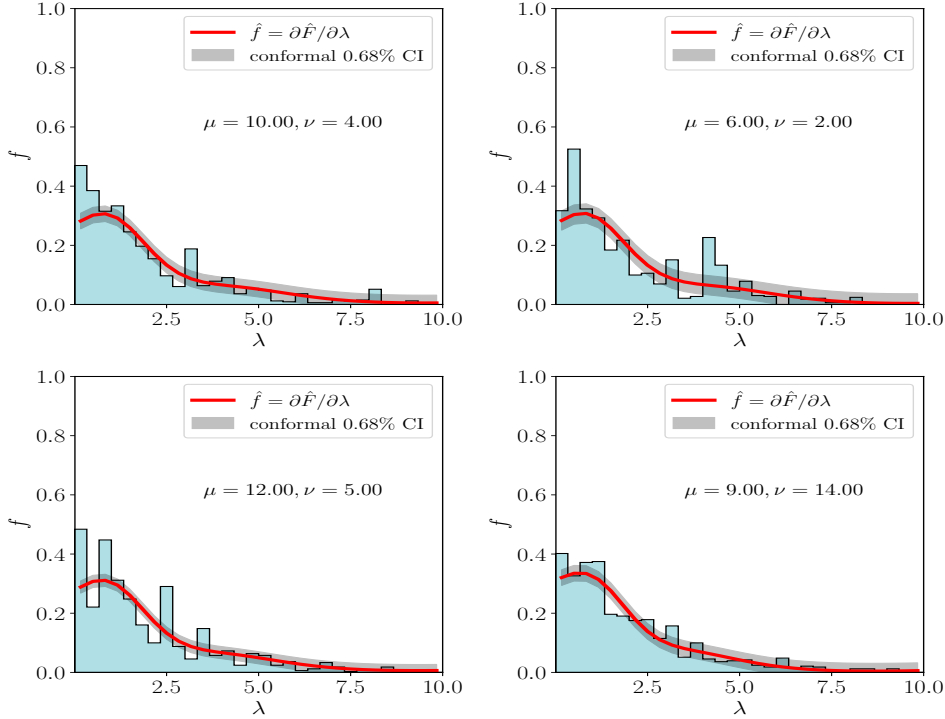 1.0
0.8
0.6
0.4
0.2
0.0
f
f̂ = ∂F̂/∂λ
conformal 0.68% CI
μ = 10.00, ν = 4.00
2.5 5.0 7.5 10.0
λ
1.0
0.8
0.6
0.4
0.2
0.0
f
f̂ = ∂F̂/∂λ
conformal 0.68% CI
μ = 6.00, ν = 2.00
2.5 5.0 7.5 10.0
λ
1.0
0.8
0.6
0.4
0.2
0.0
f
f̂ = ∂F̂/∂λ
conformal 0.68% CI
μ = 12.00, ν = 5.00
2.5 5.0 7.5 10.0
λ
1.0
0.8
0.6
0.4
0.2
0.0
f
f̂ = ∂F̂/∂λ
conformal 0.68% CI
μ = 9.00, ν = 14.00
2.5 5.0 7.5 10.0
λ